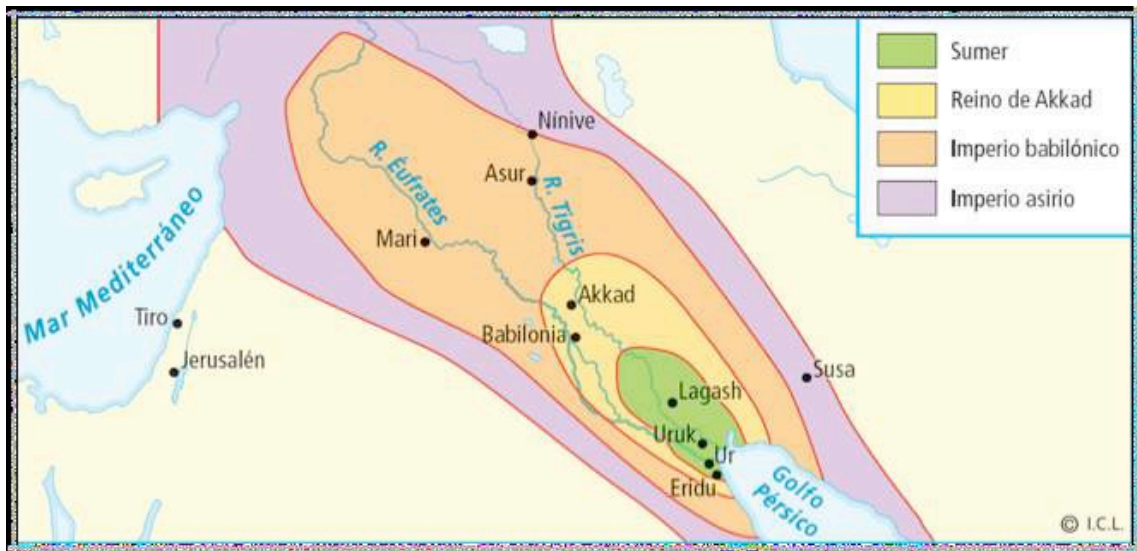 Sumer
Reino de Akkad
Imperio babilónico
Imperio asirio
Nínive
Asur
R. Éufrates
R. Tigris
Mari
Mar Mediterráneo
Akkad
Tiro
Babilonia
Jerusalén
Susa
Lagash
Uruk
Ur
Eridu
Golfo
Pérsico
© I.C.L.